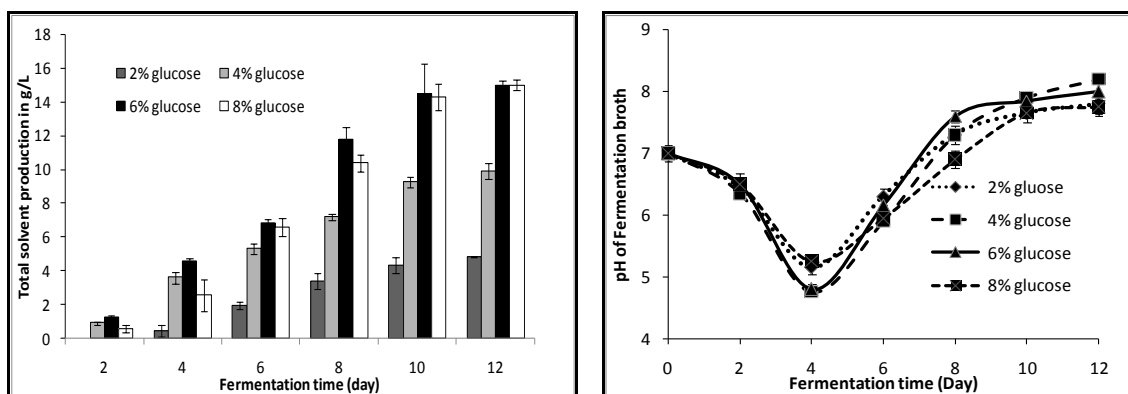 Total solvent production in g/L
18
16
14
12
10
8
6
4
2
0
2% glucose 4% glucose
6% glucose 8% glucose
2 4 6 8 10 12
Fermentation time (day)
pH of Fermentation broth
9
8
7
6
5
4
2% gluose
4% glucose
6% glucose
8% glucose
0 2 4 6 8 10 12
Fermentation time (Day)